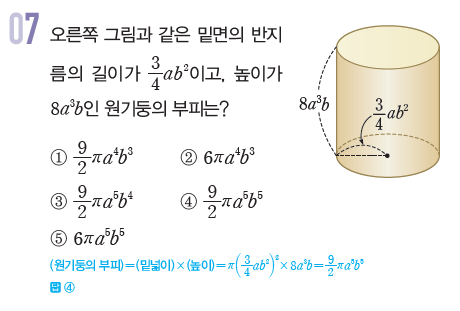 07 오른쪽 그림과 같은 밑면의 반지
름의 길이가 3/4ab²이고, 높이가
8a³b인 원기둥의 부피는?
① 9/2πa⁴b³ ② 6πa⁴b³
③ 9/2πa⁵b⁴ ④ 9/2πa⁵b⁵
⑤ 6πa⁵b⁵
8a³b
3/4ab²
(원기둥의 부피)=(밑넓이)×(높이)=π(3/4ab²)²×8a³b=9/2πa⁵b⁵
답 ④